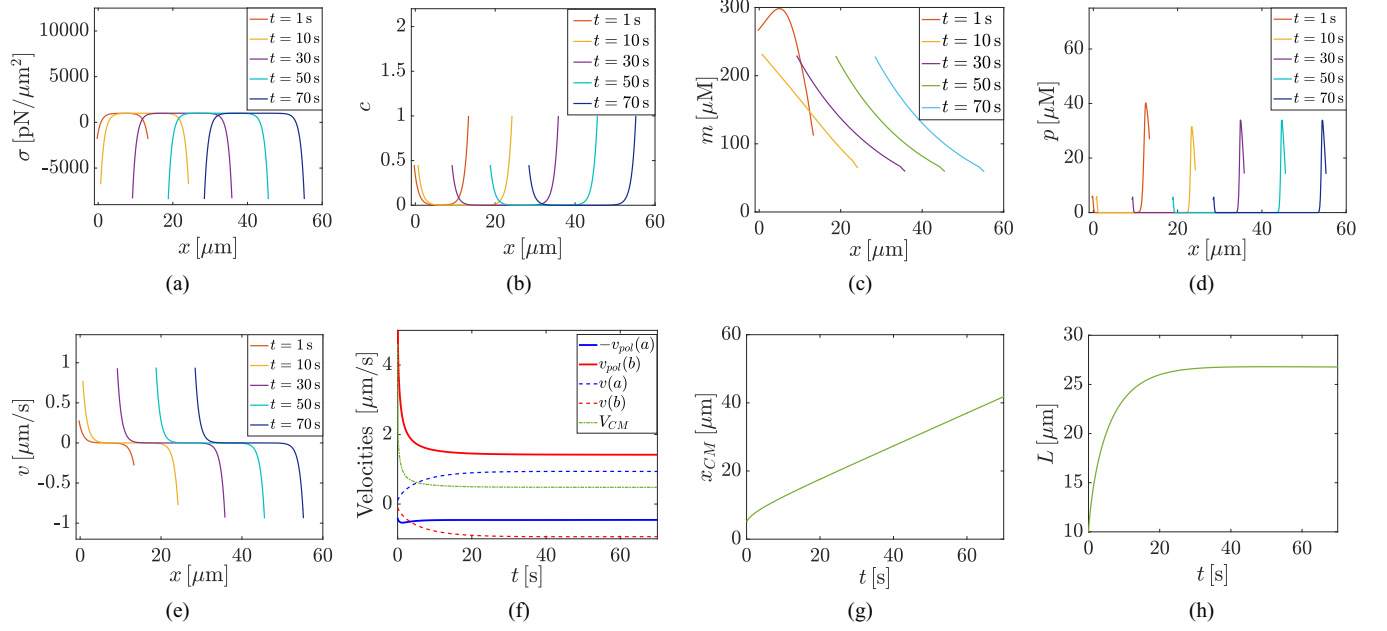 σ [pN/μm²]
10000
5000
0
-5000
0
20
40
60
x [μm]
t = 1 s
t = 10 s
t = 30 s
t = 50 s
t = 70 s
(a)
c
2
1.5
1
0.5
0
0
20
40
60
x [μm]
t = 1 s
t = 10 s
t = 30 s
t = 50 s
t = 70 s
(b)
m [μM]
300
200
100
0
0
20
40
60
x [μm]
t = 1 s
t = 10 s
t = 30 s
t = 50 s
t = 70 s
(c)
p [μM]
60
40
20
0
0
20
40
60
x [μm]
t = 1 s
t = 10 s
t = 30 s
t = 50 s
t = 70 s
(d)
v [μm/s]
1
0.5
0
-0.5
-1
0
20
40
60
x [μm]
t = 1 s
t = 10 s
t = 30 s
t = 50 s
t = 70 s
(e)
Velocities [μm/s]
4
2
0
0
20
40
60
t [s]
−v_pol(a)
v_pol(b)
v(a)
v(b)
V_CM
(f)
x_CM [μm]
60
40
20
0
0
20
40
60
t [s]
(g)
L [μm]
30
25
20
15
10
0
20
40
60
t [s]
(h)